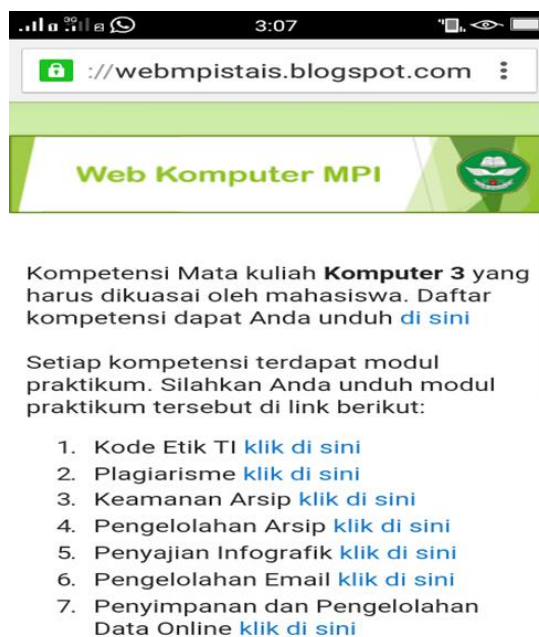 3G 3:07
://webmpistais.blogspot.com
Web Komputer MPI
Kompetensi Mata kuliah Komputer 3 yang
harus dikuasai oleh mahasiswa. Daftar
kompetensi dapat Anda unduh di sini
Setiap kompetensi terdapat modul
praktikum. Silahkan Anda unduh modul
praktikum tersebut di link berikut:
1. Kode Etik TI klik di sini
2. Plagiarisme klik di sini
3. Keamanan Arsip klik di sini
4. Pengelolahan Arsip klik di sini
5. Penyajian Infografik klik di sini
6. Pengelolahan Email klik di sini
7. Penyimpanan dan Pengelolahan
Data Online klik di sini